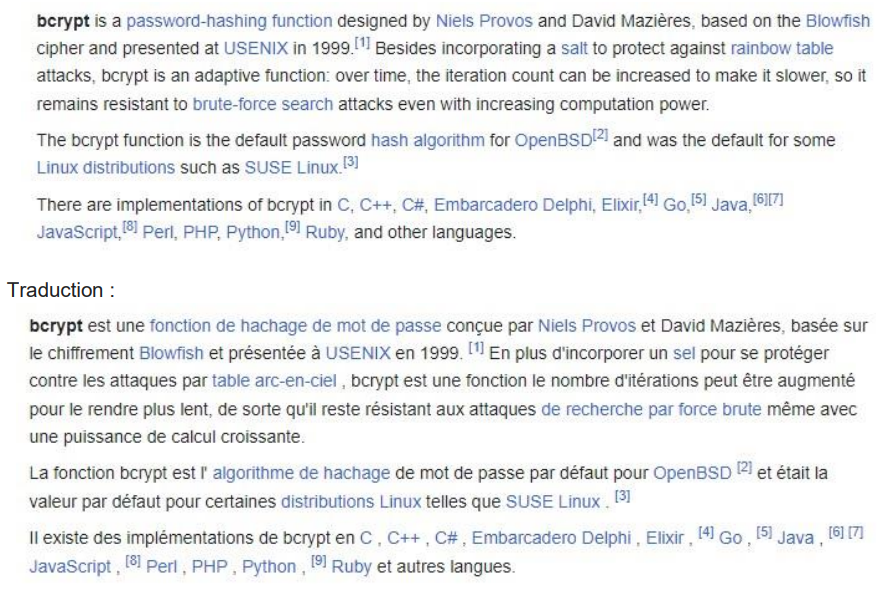 bcrypt is a password-hashing function designed by Niels Provos and David Mazières, based on the Blowfish
cipher and presented at USENIX in 1999.[1] Besides incorporating a salt to protect against rainbow table
attacks, bcrypt is an adaptive function: over time, the iteration count can be increased to make it slower, so it
remains resistant to brute-force search attacks even with increasing computation power.
The bcrypt function is the default password hash algorithm for OpenBSD[2] and was the default for some
Linux distributions such as SUSE Linux.[3]
There are implementations of bcrypt in C, C++, C#, Embarcadero Delphi, Elixir,[4] Go,[5] Java,[6][7]
JavaScript,[8] Perl, PHP, Python,[9] Ruby, and other languages.
Traduction :
bcrypt est une fonction de hachage de mot de passe conçue par Niels Provos et David Mazières, basée sur
le chiffrement Blowfish et présentée à USENIX en 1999. [1] En plus d'incorporer un sel pour se protéger
contre les attaques par table arc-en-ciel , bcrypt est une fonction le nombre d'itérations peut être augmenté
pour le rendre plus lent, de sorte qu'il reste résistant aux attaques de recherche par force brute même avec
une puissance de calcul croissante.
La fonction bcrypt est l' algorithme de hachage de mot de passe par défaut pour OpenBSD [2] et était la
valeur par défaut pour certaines distributions Linux telles que SUSE Linux . [3]
Il existe des implémentations de bcrypt en C , C++ , C# , Embarcadero Delphi , Elixir , [4] Go , [5] Java , [6] [7]
JavaScript , [8] Perl , PHP , Python , [9] Ruby et autres langues.